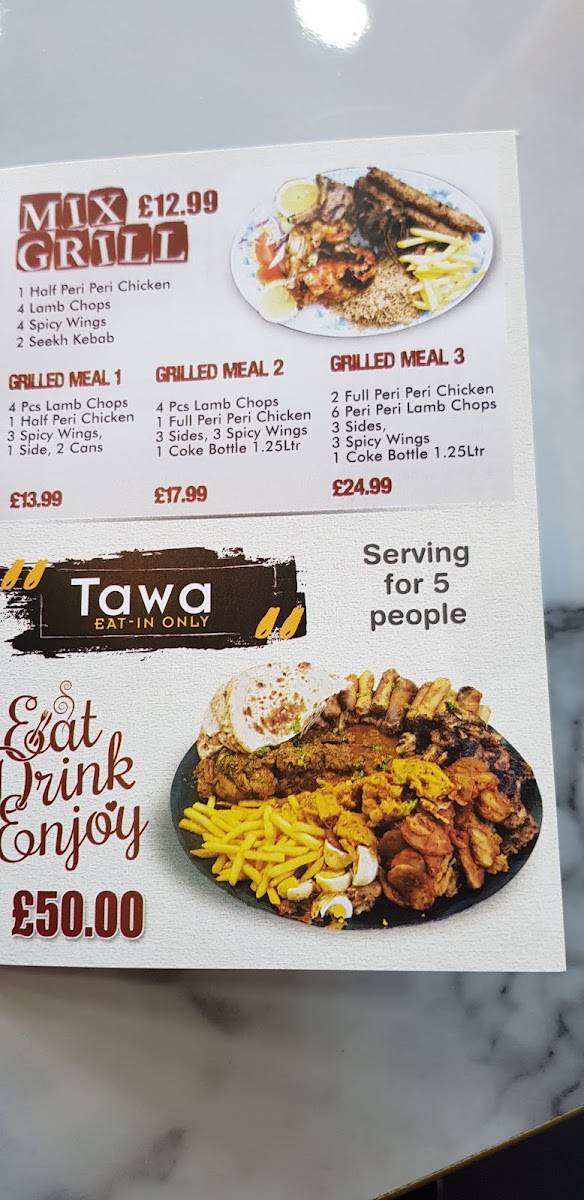 MIX £12.99
GRILL
1 Half Peri Peri Chicken
4 Lamb Chops
4 Spicy Wings
2 Seekh Kebab
GRILLED MEAL 1
4 Pcs Lamb Chops
1 Half Peri Chicken
3 Spicy Wings,
1 Side, 2 Cans
£13.99
GRILLED MEAL 2
4 Pcs Lamb Chops
1 Full Peri Peri Chicken
3 Sides, 3 Spicy Wings
1 Coke Bottle 1.25Ltr
£17.99
GRILLED MEAL 3
2 Full Peri Peri Chicken
6 Peri Peri Lamb Chops
3 Sides,
3 Spicy Wings
1 Coke Bottle 1.25Ltr
£24.99
Tawa
EAT-IN ONLY
Serving
for 5
people
Eat
Drink
Enjoy
£50.00